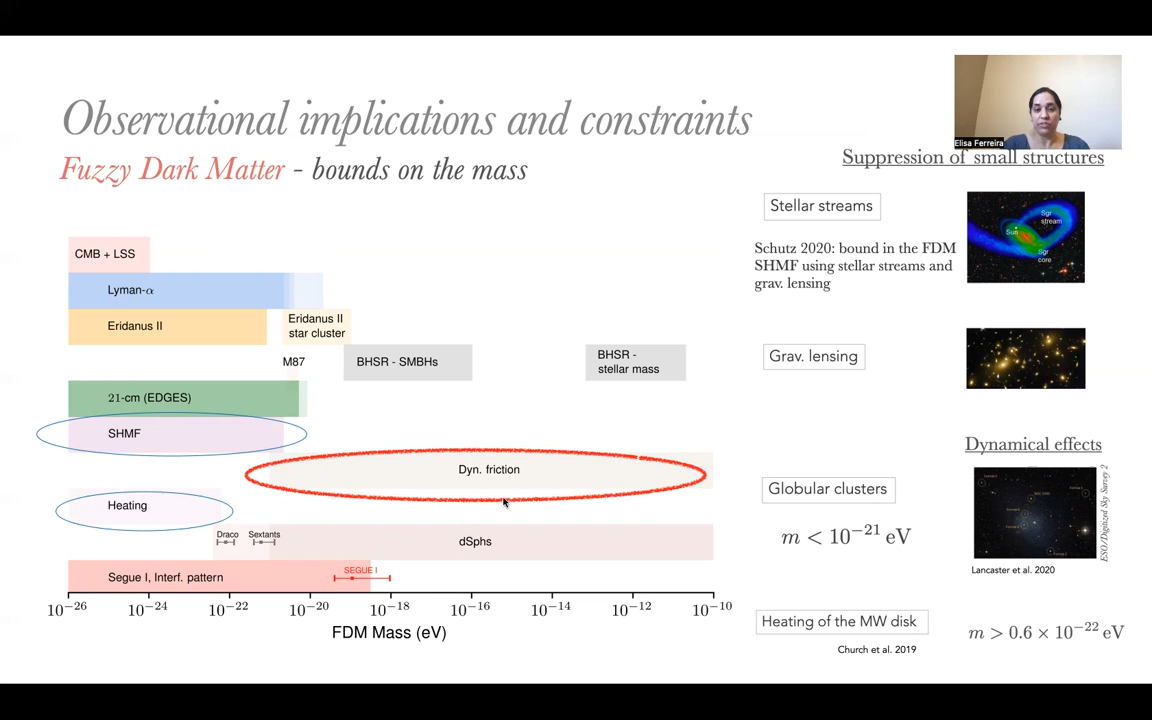 Observational implications and constraints
Fuzzy Dark Matter - bounds on the mass
Elisa Ferreira
Suppression of small structures
CMB + LSS
Lyman-α
Eridanus II
Eridanus II
star cluster
M87
BHSR - SMBHs
BHSR -
stellar mass
21-cm (EDGES)
SHMF
Dyn. friction
Heating
Draco
Sextants
dSphs
Segue I, Interf. pattern
SEGUE I
10⁻²⁶ 10⁻²⁴ 10⁻²² 10⁻²⁰ 10⁻¹⁸ 10⁻¹⁶ 10⁻¹⁴ 10⁻¹² 10⁻¹⁰
FDM Mass (eV)
Stellar streams
Sgr
stream
Sun
Sgr
core
Schutz 2020: bound in the FDM
SHMF using stellar streams and
grav. lensing
Grav. lensing
Dynamical effects
Globular clusters
m < 10⁻²¹ eV
ESO/Digitized Sky Survey 2
Lancaster et al. 2020
Heating of the MW disk
m > 0.6 × 10⁻²² eV
Church et al. 2019